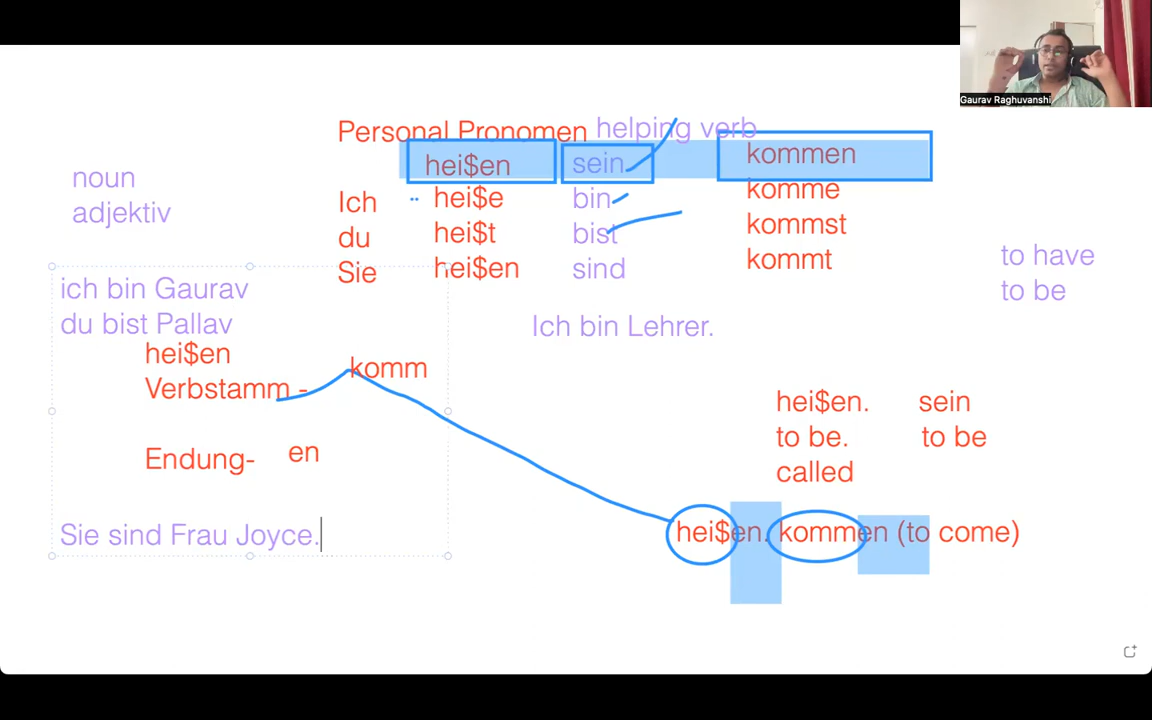 Gaurav Raghuvanshi
Personal Pronomen helping verb
hei$en sein kommen
noun
adjektiv
Ich hei$e bin komme
du hei$t bist kommst
Sie hei$en sind kommt
to have
to be
ich bin Gaurav
du bist Pallav
Ich bin Lehrer.
hei$en
Verbstamm - komm
Endung- en
hei$en. sein
to be. to be
called
Sie sind Frau Joyce.
hei$en. kommen (to come)